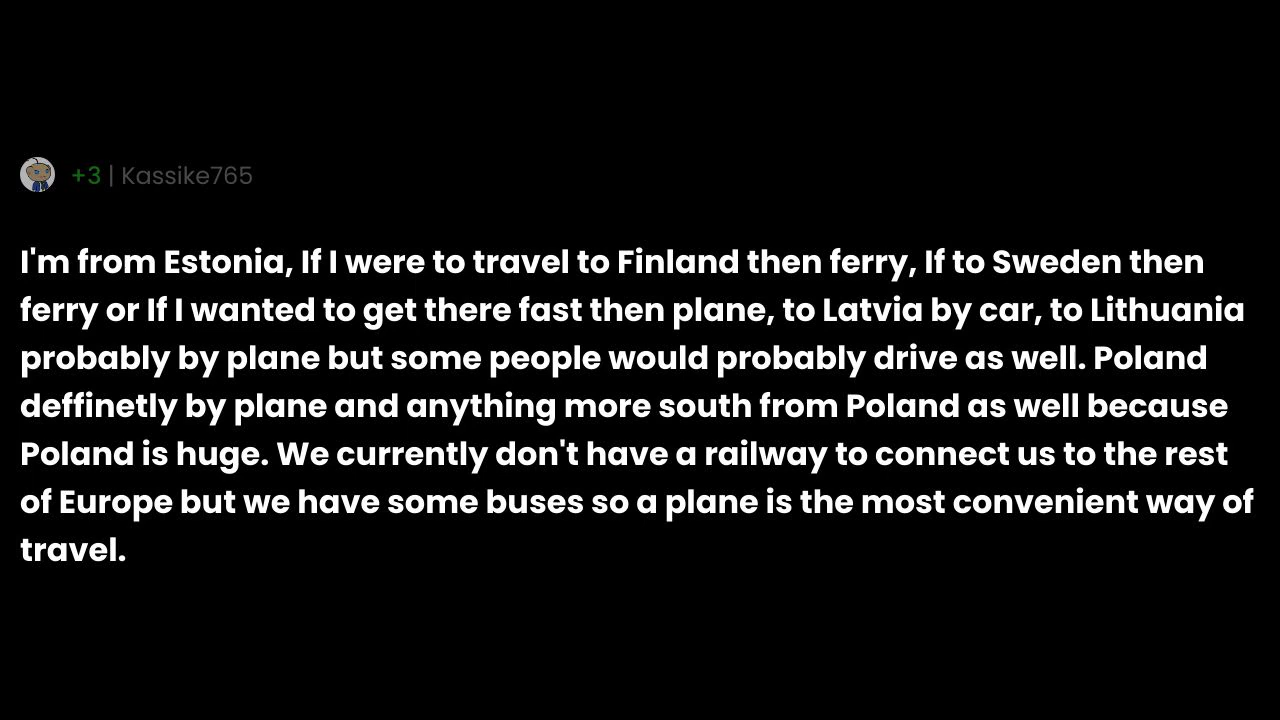 +3 | Kassike765
I'm from Estonia, If I were to travel to Finland then ferry, If to Sweden then
ferry or If I wanted to get there fast then plane, to Latvia by car, to Lithuania
probably by plane but some people would probably drive as well. Poland
deffinetly by plane and anything more south from Poland as well because
Poland is huge. We currently don't have a railway to connect us to the rest
of Europe but we have some buses so a plane is the most convenient way of
travel.